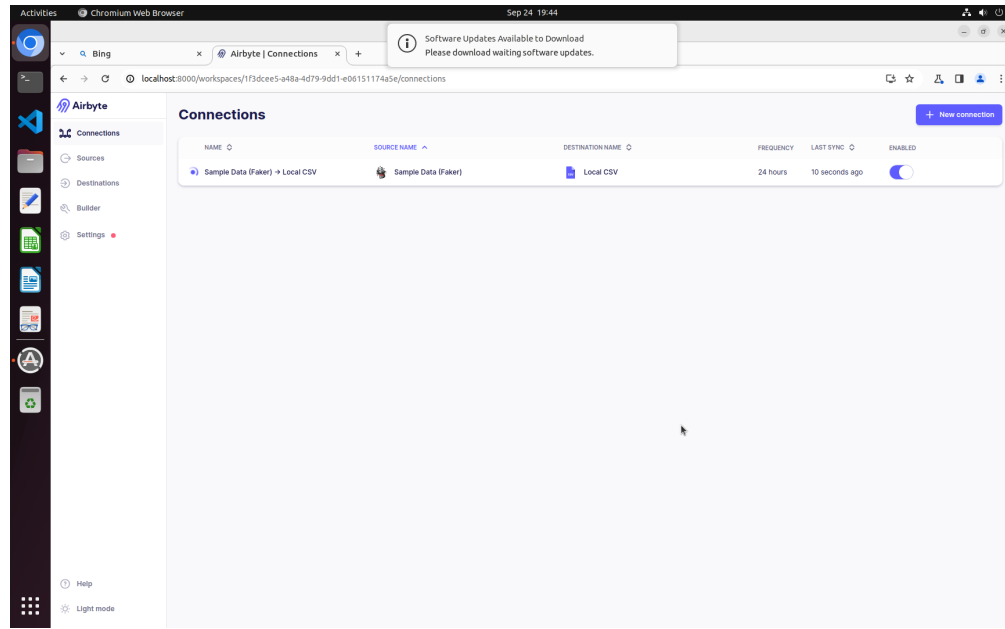 Activities Chromium Web Browser Sep 24 19:44
Software Updates Available to Download
Please download waiting software updates.
Bing Airbyte | Connections
localhost:8000/workspaces/1f3dcee5-a48a-4d79-9dd1-e06151174a5e/connections
Airbyte
Connections
Sources
Destinations
Builder
Settings
Help
Light mode
Connections
New connection
NAME SOURCE NAME DESTINATION NAME FREQUENCY LAST SYNC ENABLED
Sample Data (Faker) → Local CSV Sample Data (Faker) Local CSV 24 hours 10 seconds ago